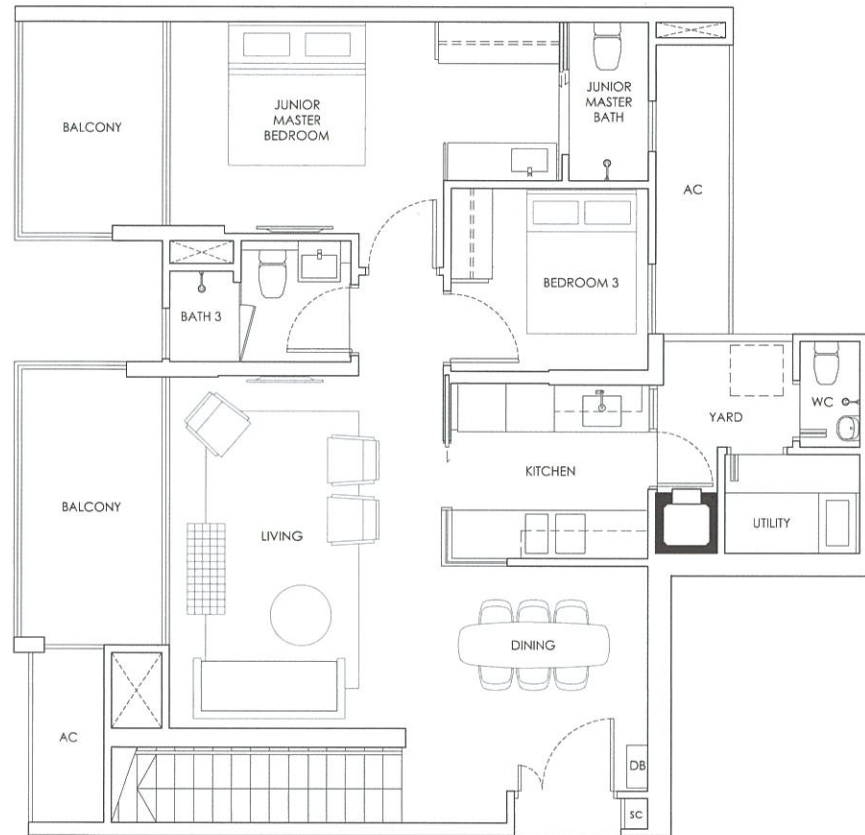 BALCONY
JUNIOR
MASTER
BEDROOM
JUNIOR
MASTER
BATH
AC
BEDROOM 3
BATH 3
YARD
WC
BALCONY
LIVING
KITCHEN
UTILITY
DINING
AC
DB
SC